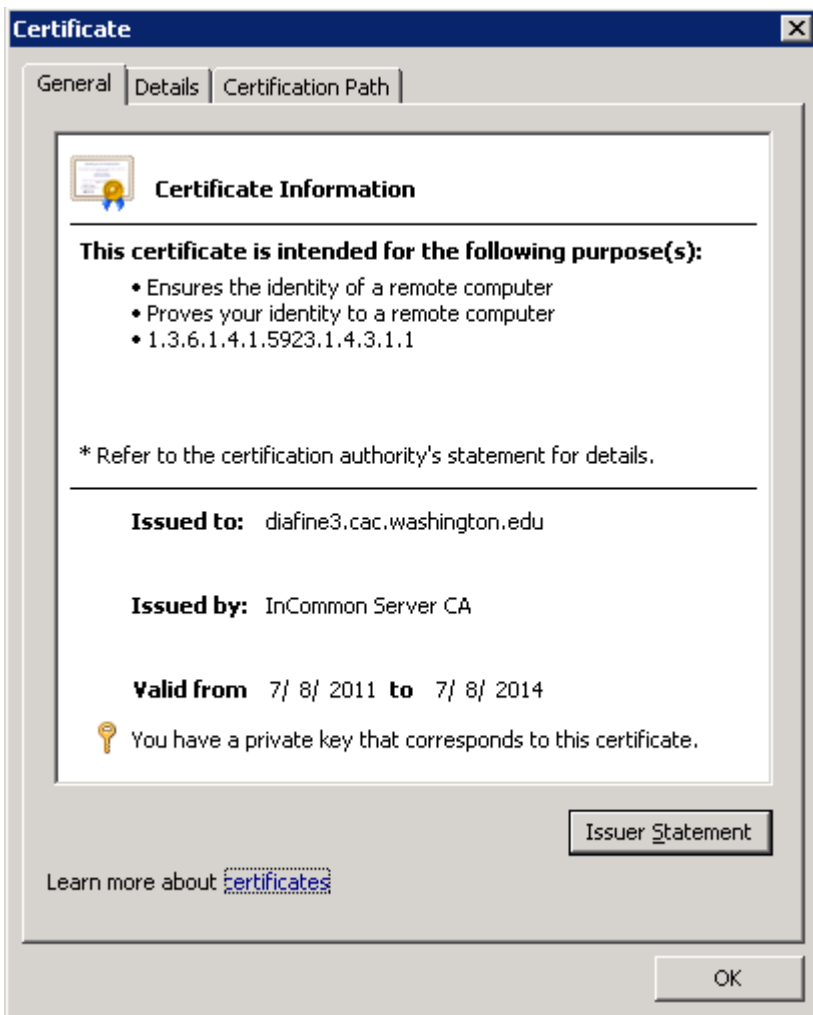 Certificate
General Details Certification Path
Certificate Information
This certificate is intended for the following purpose(s):
• Ensures the identity of a remote computer
• Proves your identity to a remote computer
• 1.3.6.1.4.1.5923.1.4.3.1.1
* Refer to the certification authority's statement for details.
Issued to: diafine3.cac.washington.edu
Issued by: InCommon Server CA
Valid from 7/ 8/ 2011 to 7/ 8/ 2014
You have a private key that corresponds to this certificate.
Issuer Statement
Learn more about certificates
OK